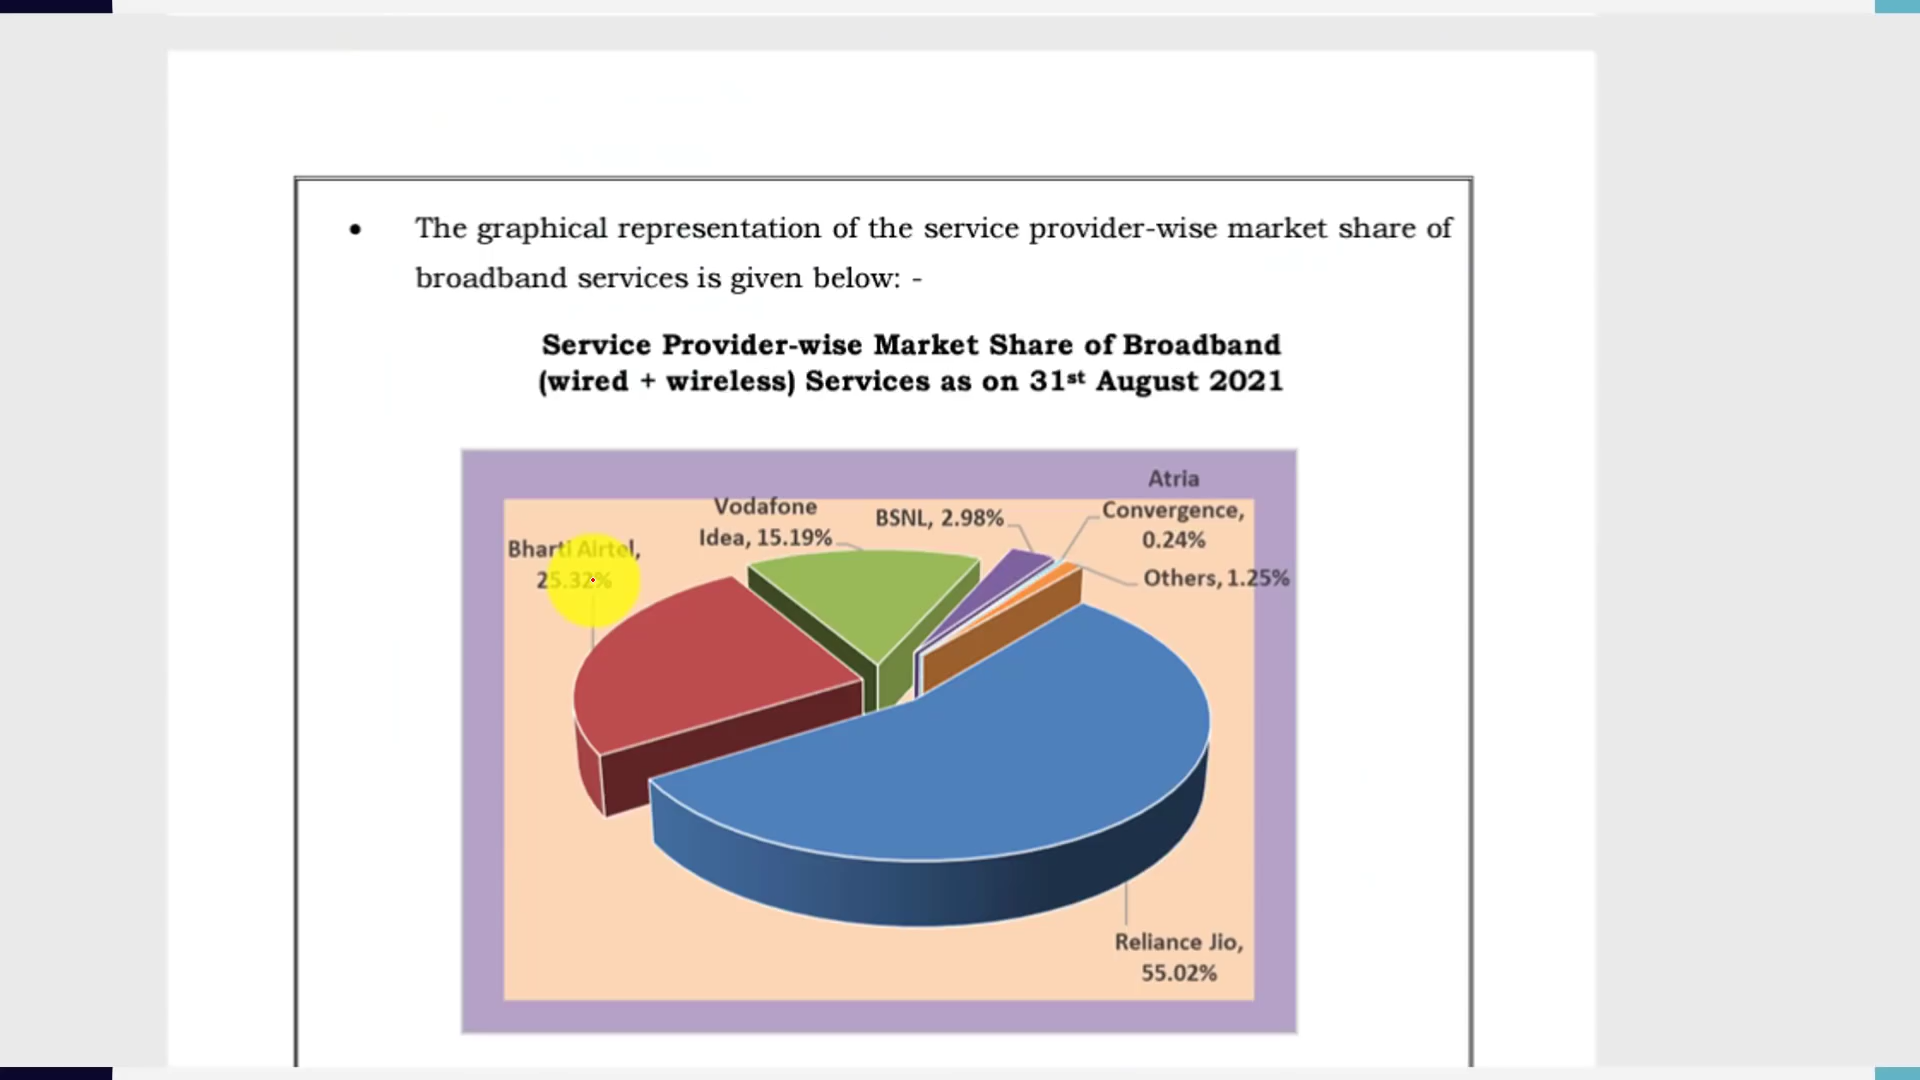 • The graphical representation of the service provider-wise market share of
broadband services is given below: -
Service Provider-wise Market Share of Broadband
(wired + wireless) Services as on 31st August 2021
Atria
Convergence,
0.24%
Vodafone
Idea, 15.19%
BSNL, 2.98%
Bharti Airtel,
25.32%
Others, 1.25%
Reliance Jio,
55.02%